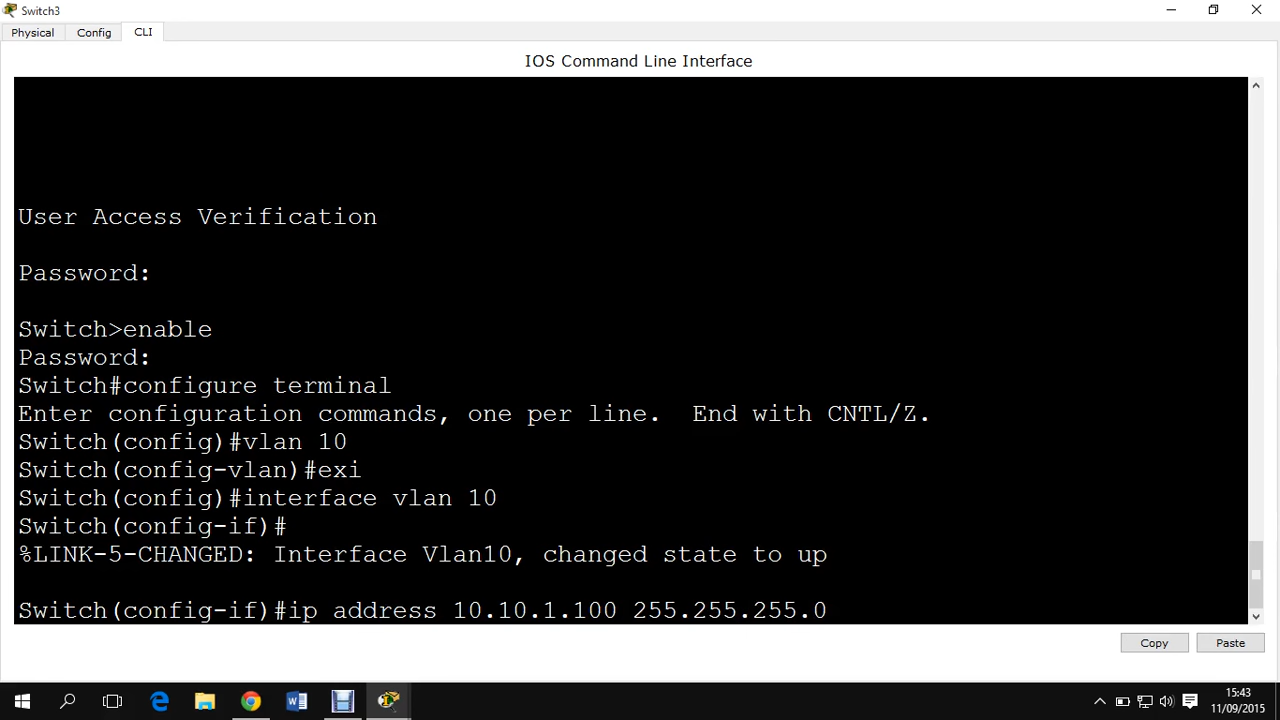 Switch3
Physical Config CLI
IOS Command Line Interface
User Access Verification
Password:
Switch>enable
Password:
Switch#configure terminal
Enter configuration commands, one per line.  End with CNTL/Z.
Switch(config)#vlan 10
Switch(config-vlan)#exi
Switch(config)#interface vlan 10
Switch(config-if)#
%LINK-5-CHANGED: Interface Vlan10, changed state to up
Switch(config-if)#ip address 10.10.1.100 255.255.255.0
Copy Paste
15:43
11/09/2015